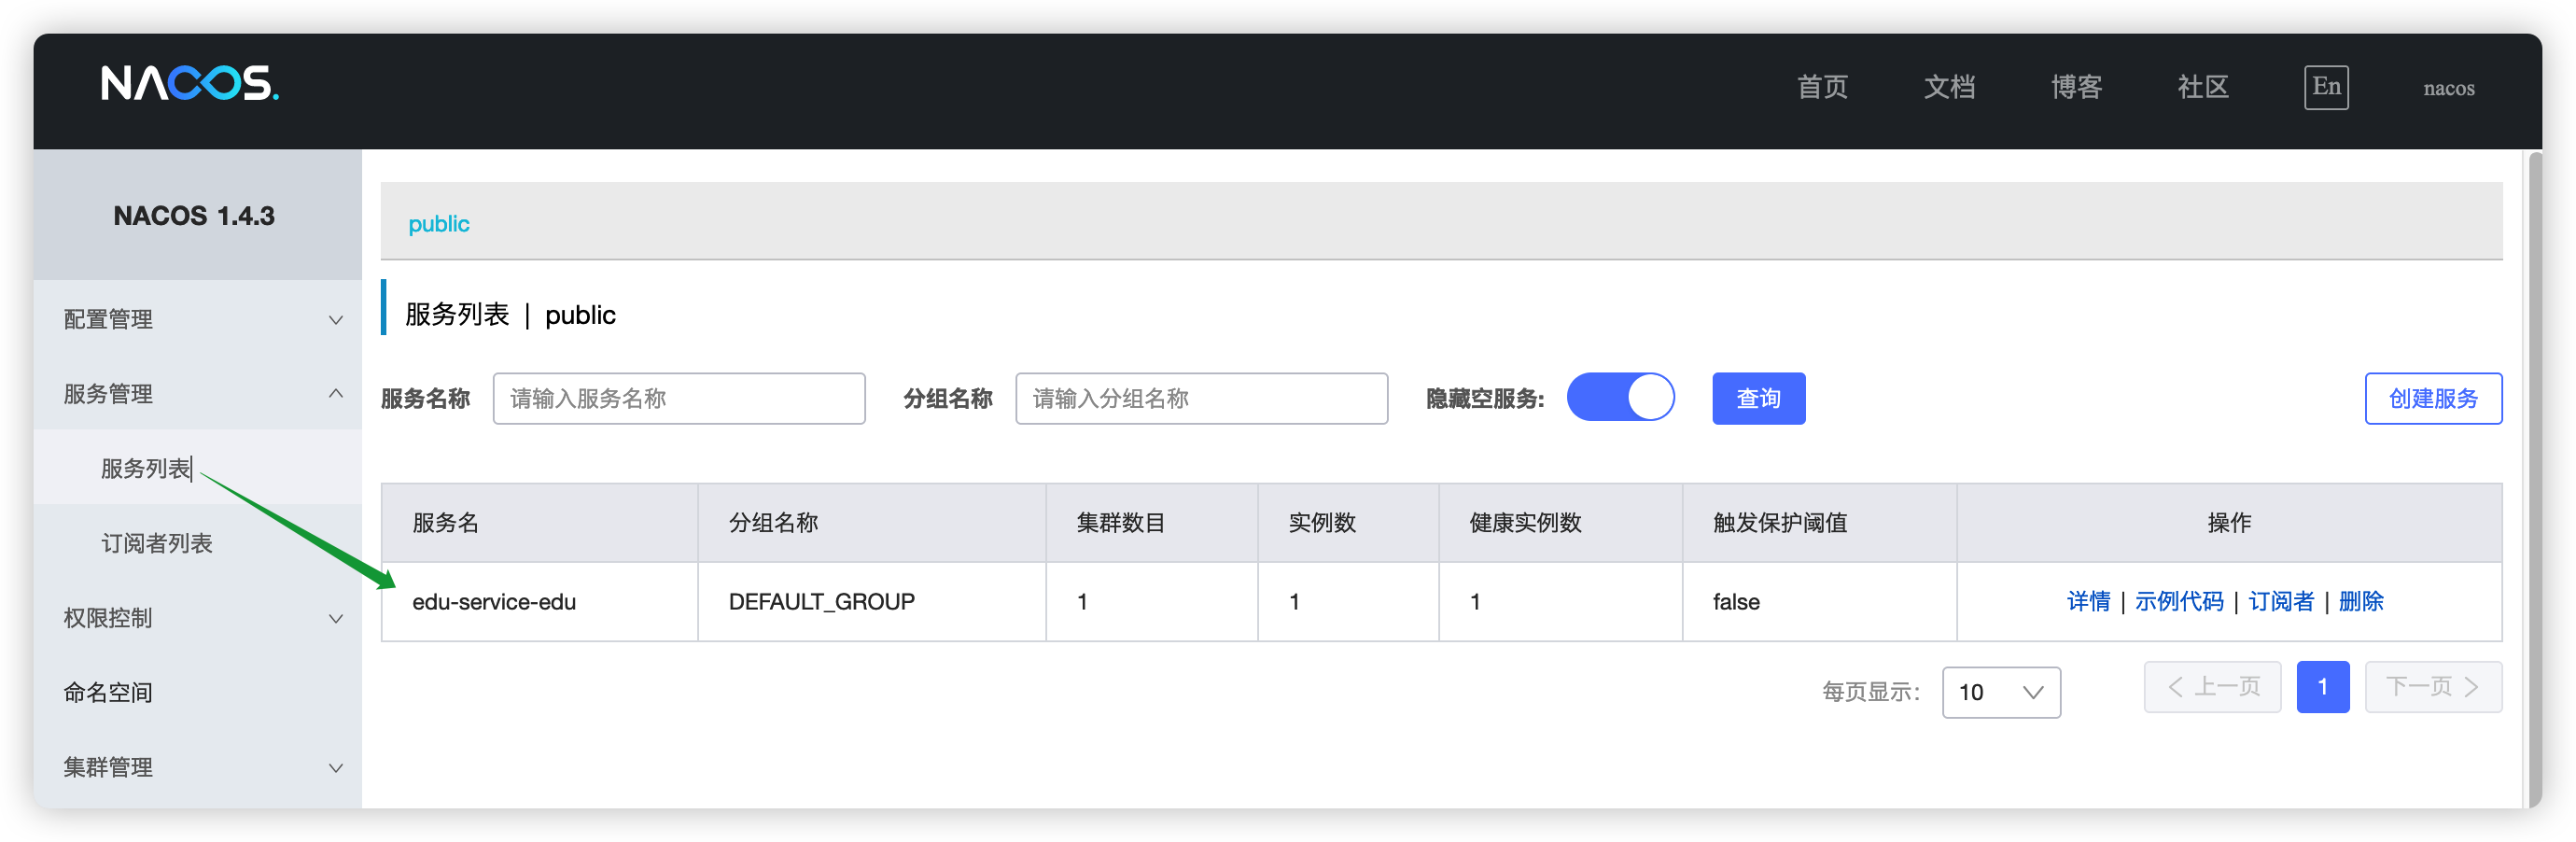 NACOS.
首页 文档 博客 社区 En nacos
NACOS 1.4.3
配置管理
服务管理
服务列表
订阅者列表
权限控制
命名空间
集群管理
public
服务列表 | public
服务名称 请输入服务名称 分组名称 请输入分组名称 隐藏空服务: 查询 创建服务
服务名 分组名称 集群数目 实例数 健康实例数 触发保护阈值 操作
edu-service-edu DEFAULT_GROUP 1 1 1 false 详情 | 示例代码 | 订阅者 | 删除
每页显示: 10 上一页 1 下一页